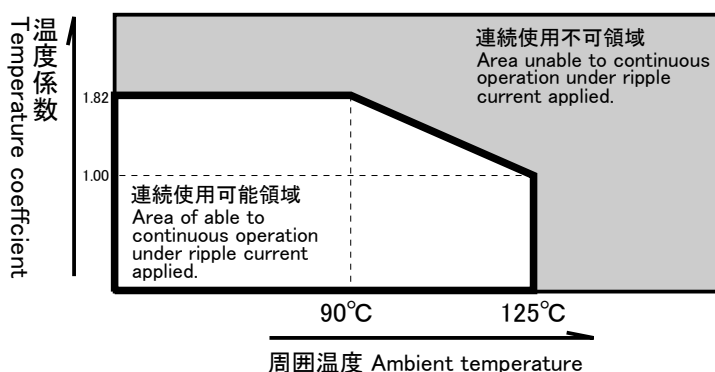 温度係数
Temperature coeffcient
連続使用不可領域
Area unable to continuous
operation under ripple
current applied.
1.82
1.00
連続使用可能領域
Area of able to
continuous operation
under ripple current
applied.
90℃
125℃
周囲温度 Ambient temperature